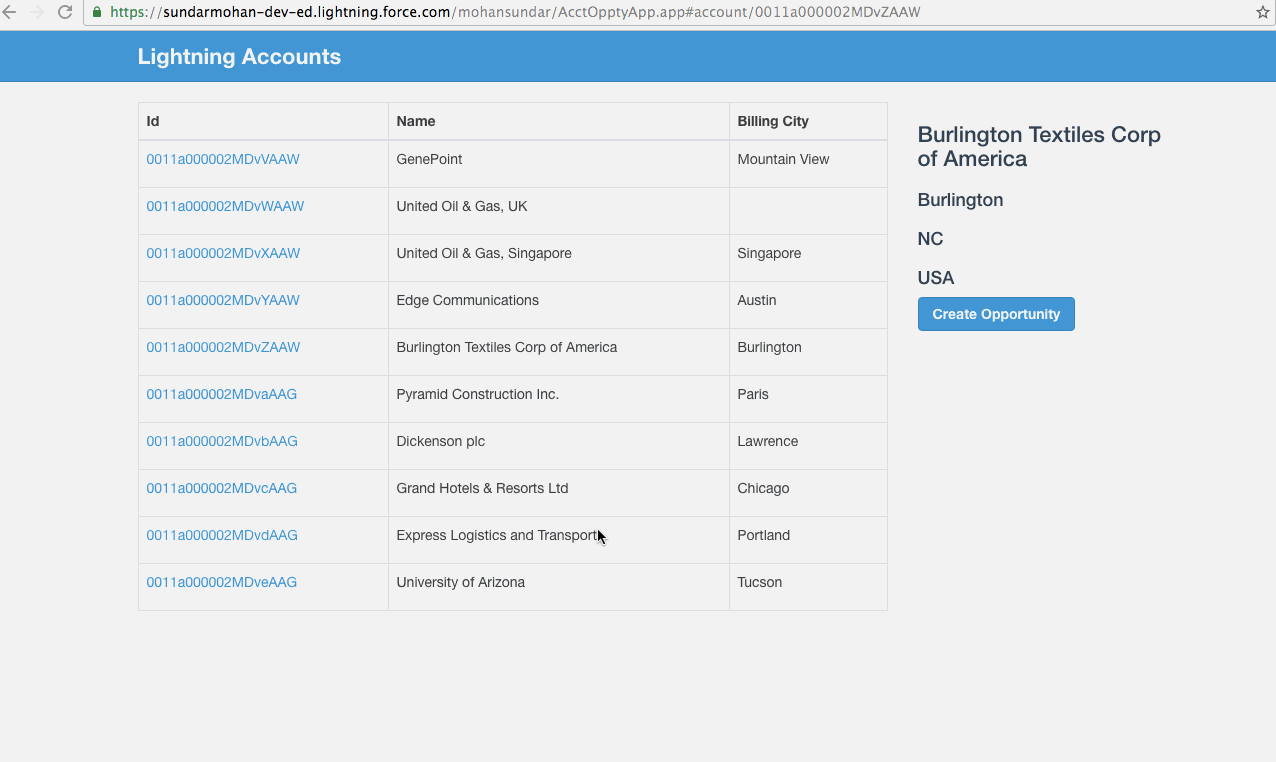 https://sundarmohan-dev-ed.lightning.force.com/mohansundar/AcctOpptyApp.app#account/0011a000002MDvZAAW
Lightning Accounts
Id Name Billing City
0011a000002MDvVAAW GenePoint Mountain View
0011a000002MDvWAAW United Oil & Gas, UK
0011a000002MDvXAAW United Oil & Gas, Singapore Singapore
0011a000002MDvYAAW Edge Communications Austin
0011a000002MDvZAAW Burlington Textiles Corp of America Burlington
0011a000002MDvaAAG Pyramid Construction Inc. Paris
0011a000002MDvbAAG Dickenson plc Lawrence
0011a000002MDvcAAG Grand Hotels & Resorts Ltd Chicago
0011a000002MDvdAAG Express Logistics and Transport Portland
0011a000002MDveAAG University of Arizona Tucson
Burlington Textiles Corp
of America
Burlington
NC
USA
Create Opportunity